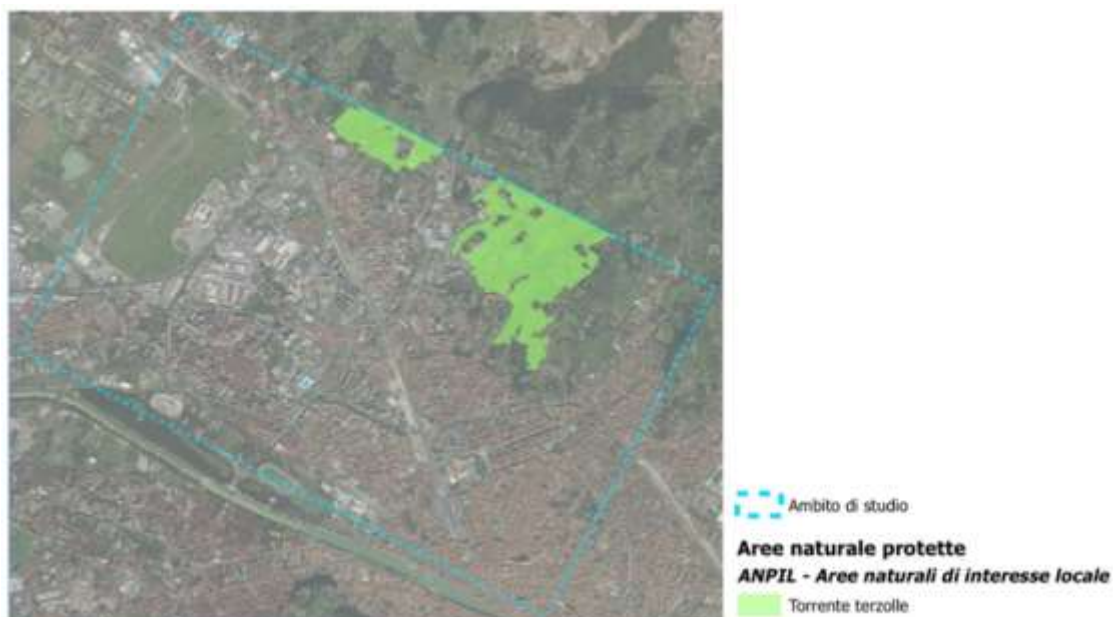 Ambito di studio
Aree naturale protette
ANPIL - Aree naturali di interesse locale
Torrente terzolle